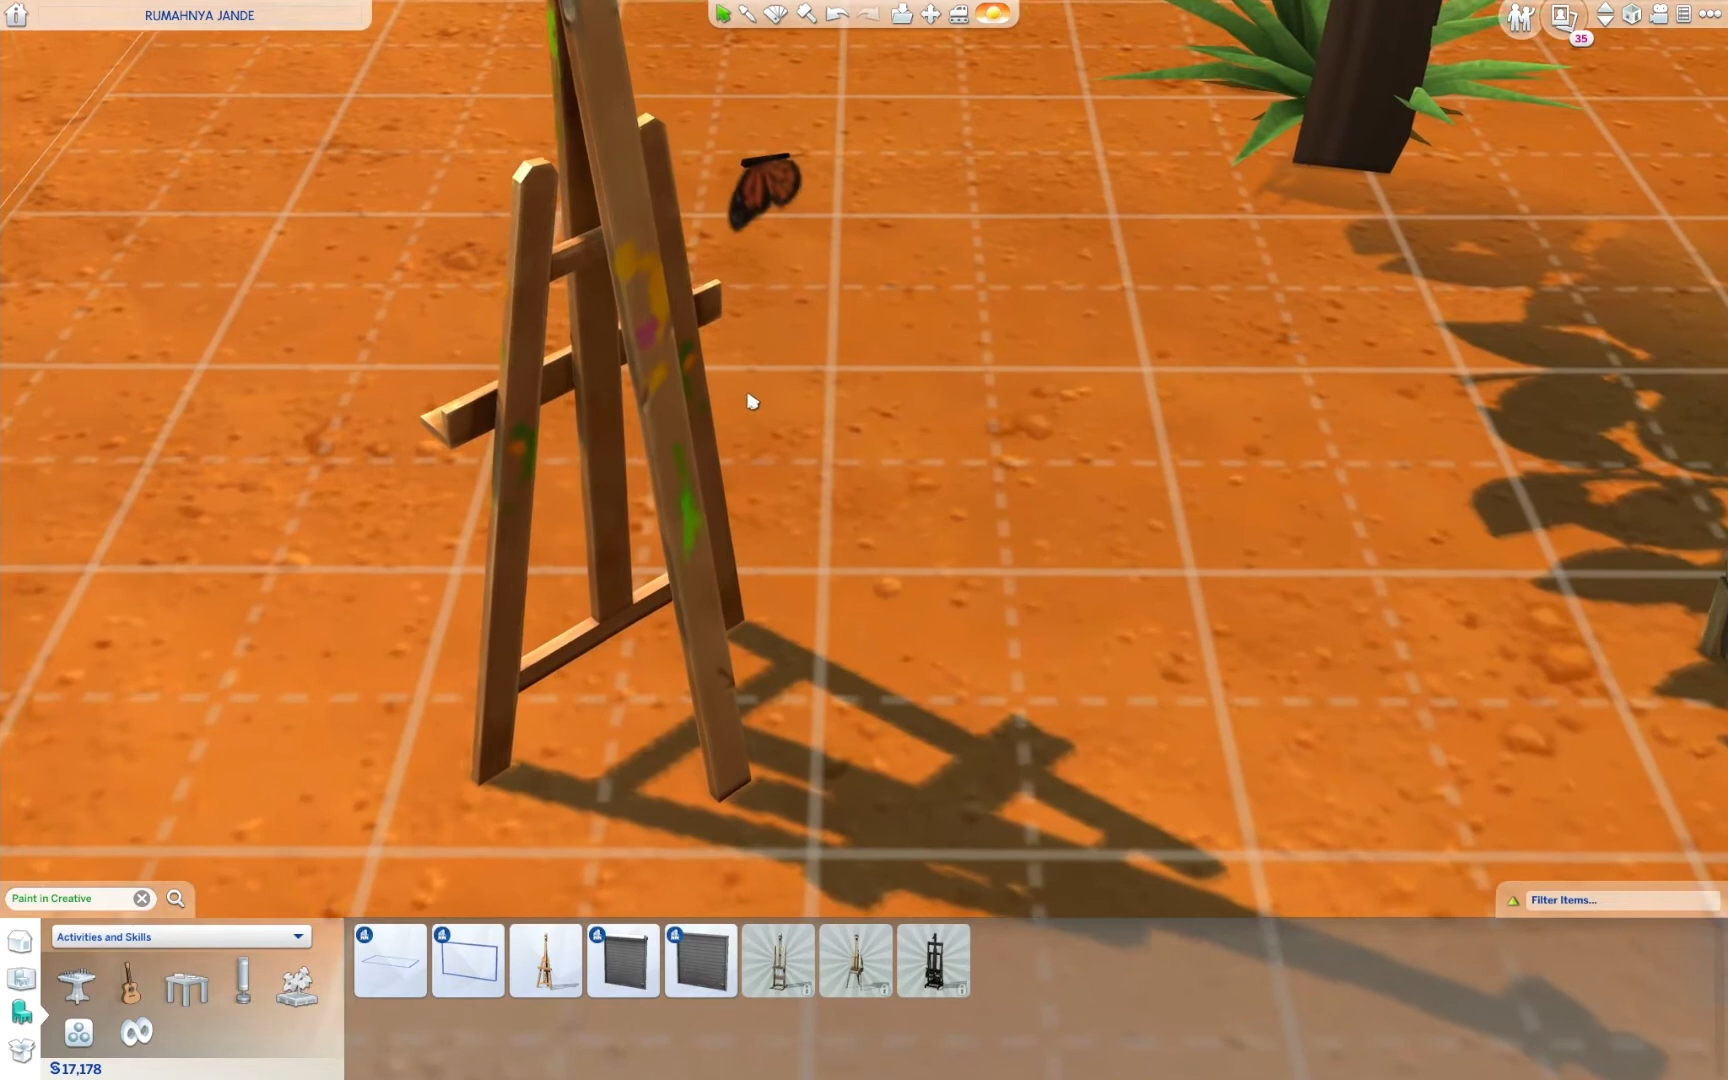 RUMAHNYA JANDE
35
Paint in Creative
Filter Items...
Activities and Skills
§17,178